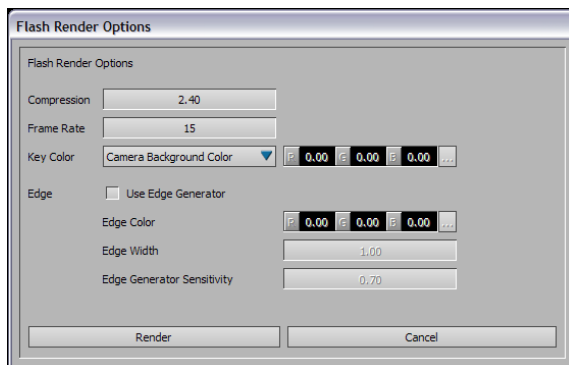 Flash Render Options
Flash Render Options
Compression 2.40
Frame Rate 15
Key Color Camera Background Color R 0.00 G 0.00 B 0.00 ...
Edge Use Edge Generator
Edge Color R 0.00 G 0.00 B 0.00 ...
Edge Width 1.00
Edge Generator Sensitivity 0.70
Render Cancel